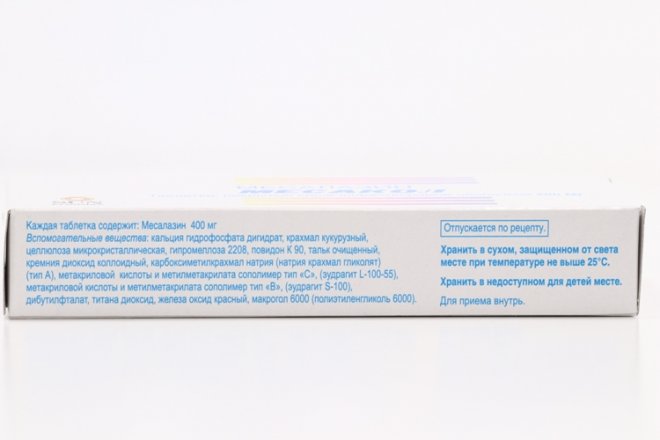 МЕСАКОЛ
Каждая таблетка содержит: Месалазин 400 мг
Вспомогательные вещества: кальция гидрофосфата дигидрат, крахмал кукурузный,
целлюлоза микрокристаллическая, гипромеллоза 2208, повидон К 90, тальк очищенный,
кремния диоксид коллоидный, карбоксиметилкрахмал натрия (натрия крахмал гликолят)
(тип А), метакриловой кислоты и метилметакрилата сополимер тип «С», (эудрагит L-100-55),
метакриловой кислоты и метилметакрилата сополимер тип «В», (эудрагит S-100),
дибутилфталат, титана диоксид, железа оксид красный, макрогол 6000 (полиэтиленгликоль 6000).
Отпускается по рецепту.
Хранить в сухом, защищенном от света
месте при температуре не выше 25°С.
Хранить в недоступном для детей месте.
Для приема внутрь.